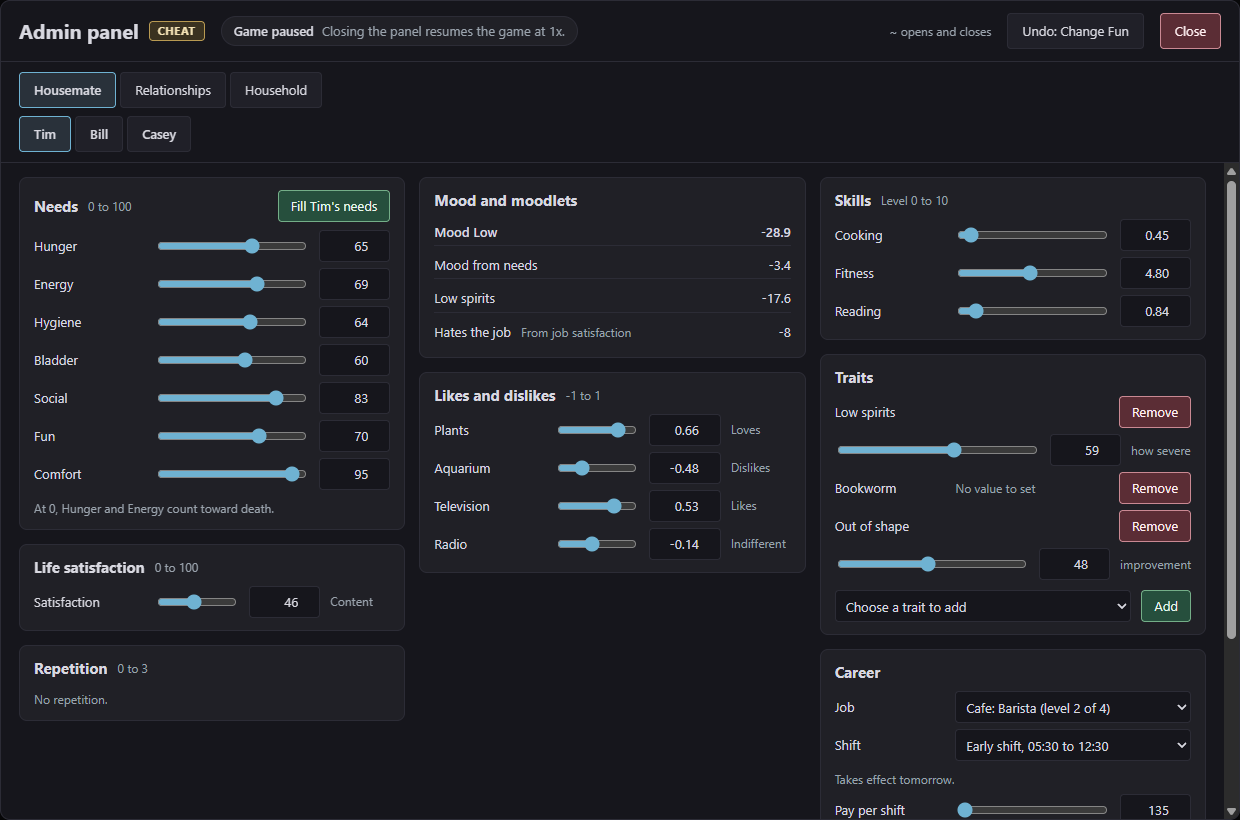 Admin panel CHEAT Game paused Closing the panel resumes the game at 1x. ~ opens and closes Undo: Change Fun Close
Housemate Relationships Household
Tim Bill Casey
Needs 0 to 100 Fill Tim's needs
Hunger 65
Energy 69
Hygiene 64
Bladder 60
Social 83
Fun 70
Comfort 95
At 0, Hunger and Energy count toward death.
Life satisfaction 0 to 100
Satisfaction 46 Content
Repetition 0 to 3
No repetition.
Mood and moodlets
Mood Low -28.9
Mood from needs -3.4
Low spirits -17.6
Hates the job From job satisfaction -8
Likes and dislikes -1 to 1
Plants 0.66 Loves
Aquarium -0.48 Dislikes
Television 0.53 Likes
Radio -0.14 Indifferent
Skills Level 0 to 10
Cooking 0.45
Fitness 4.80
Reading 0.84
Traits
Low spirits Remove
59 how severe
Bookworm No value to set Remove
Out of shape Remove
48 improvement
Choose a trait to add Add
Career
Job Cafe: Barista (level 2 of 4)
Shift Early shift, 05:30 to 12:30
Takes effect tomorrow.
Pay per shift 135